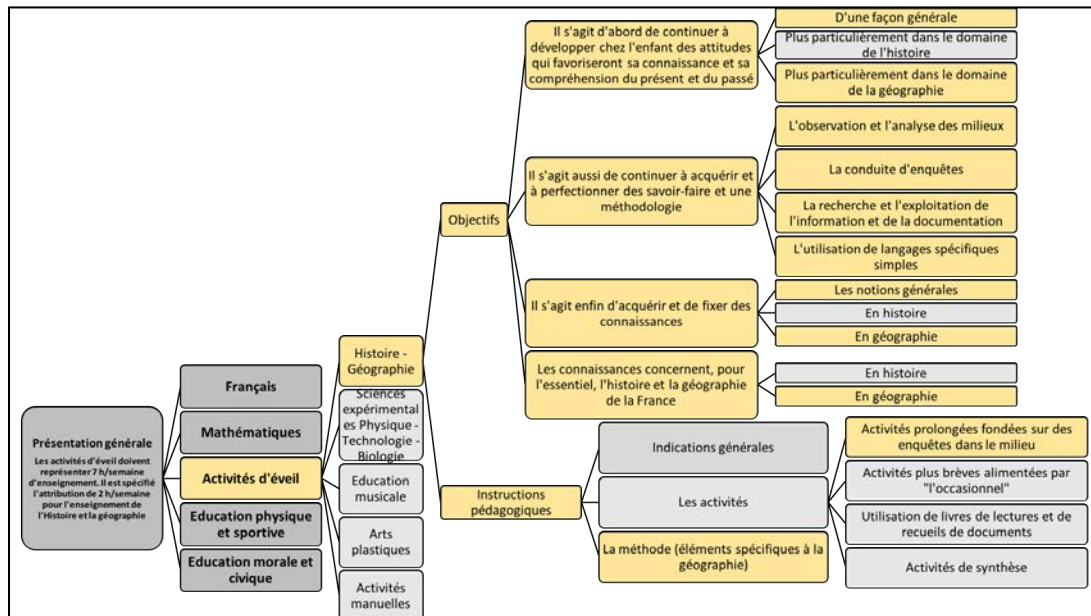 Présentation générale
Les activités d'éveil doivent
représenter 7 h/semaine
d'enseignement. Il est spécifié
l'attribution de 2 h/semaine
pour l'enseignement de
l'Histoire et la géographie
Français
Mathématiques
Activités d'éveil
Education physique
et sportive
Education morale et
civique
Histoire -
Géographie
Sciences
expérimental
es Physique -
Technologie -
Biologie
Education
musicale
Arts
plastiques
Activités
manuelles
Objectifs
Il s'agit d'abord de continuer à
développer chez l'enfant des attitudes
qui favoriseront sa connaissance et sa
compréhension du présent et du passé
D'une façon générale
Plus particulièrement dans le domaine
de l'histoire
Plus particulièrement dans le domaine
de la géographie
Il s'agit aussi de continuer à acquérir et
à perfectionner des savoir-faire et une
méthodologie
L'observation et l'analyse des milieux
La conduite d'enquêtes
La recherche et l'exploitation de
l'information et de la documentation
L'utilisation de langages spécifiques
simples
Il s'agit enfin d'acquérir et de fixer des
connaissances
Les notions générales
En histoire
En géographie
Les connaissances concernent, pour
l'essentiel, l'histoire et la géographie
de la France
En histoire
En géographie
Instructions
pédagogiques
Indications générales
Les activités
Activités prolongées fondées sur des
enquêtes dans le milieu
Activités plus brèves alimentées par
"l'occasionnel"
Utilisation de livres de lectures et de
recueils de documents
Activités de synthèse
La méthode (éléments spécifiques à la
géographie)